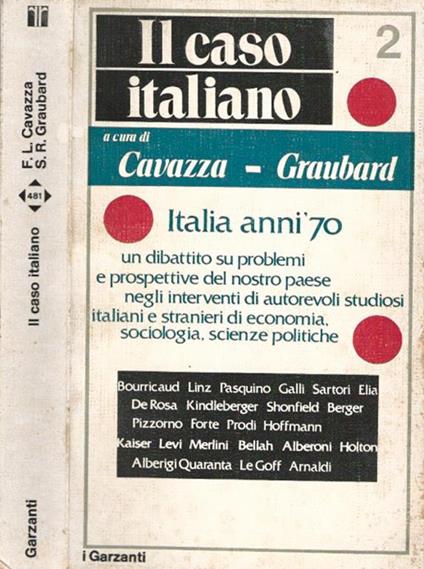 F. L. Cavazza
S. R. Graubard
481
Il caso italiano
Garzanti
2
Il caso
italiano
a cura di
Cavazza - Graubard
Italia anni '70
un dibattito su problemi
e prospettive del nostro paese
negli interventi di autorevoli studiosi
italiani e stranieri di economia,
sociologia, scienze politiche
Bourricaud Linz Pasquino Galli Sartori Elia
De Rosa Kindleberger Shonfield Berger
Pizzorno Forte Prodi Hoffmann
Kaiser Levi Merlini Bellah Alberoni Holton
Alberigi Quaranta Le Goff Arnaldi
i Garzanti